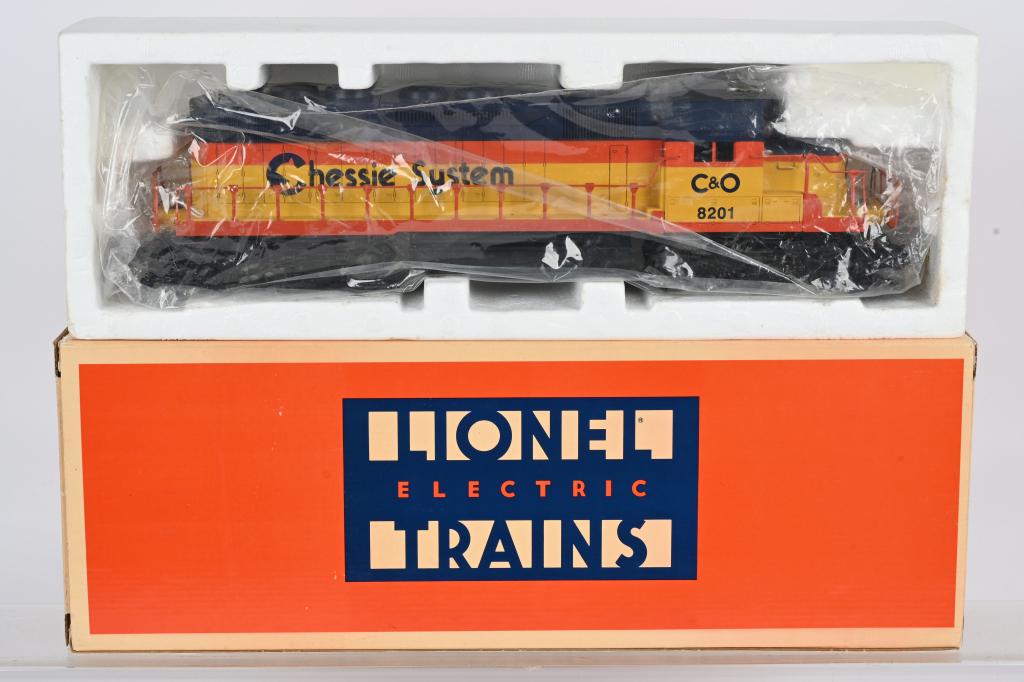 Chessie System
C&O
8201
LIONEL®
ELECTRIC
TRAINS